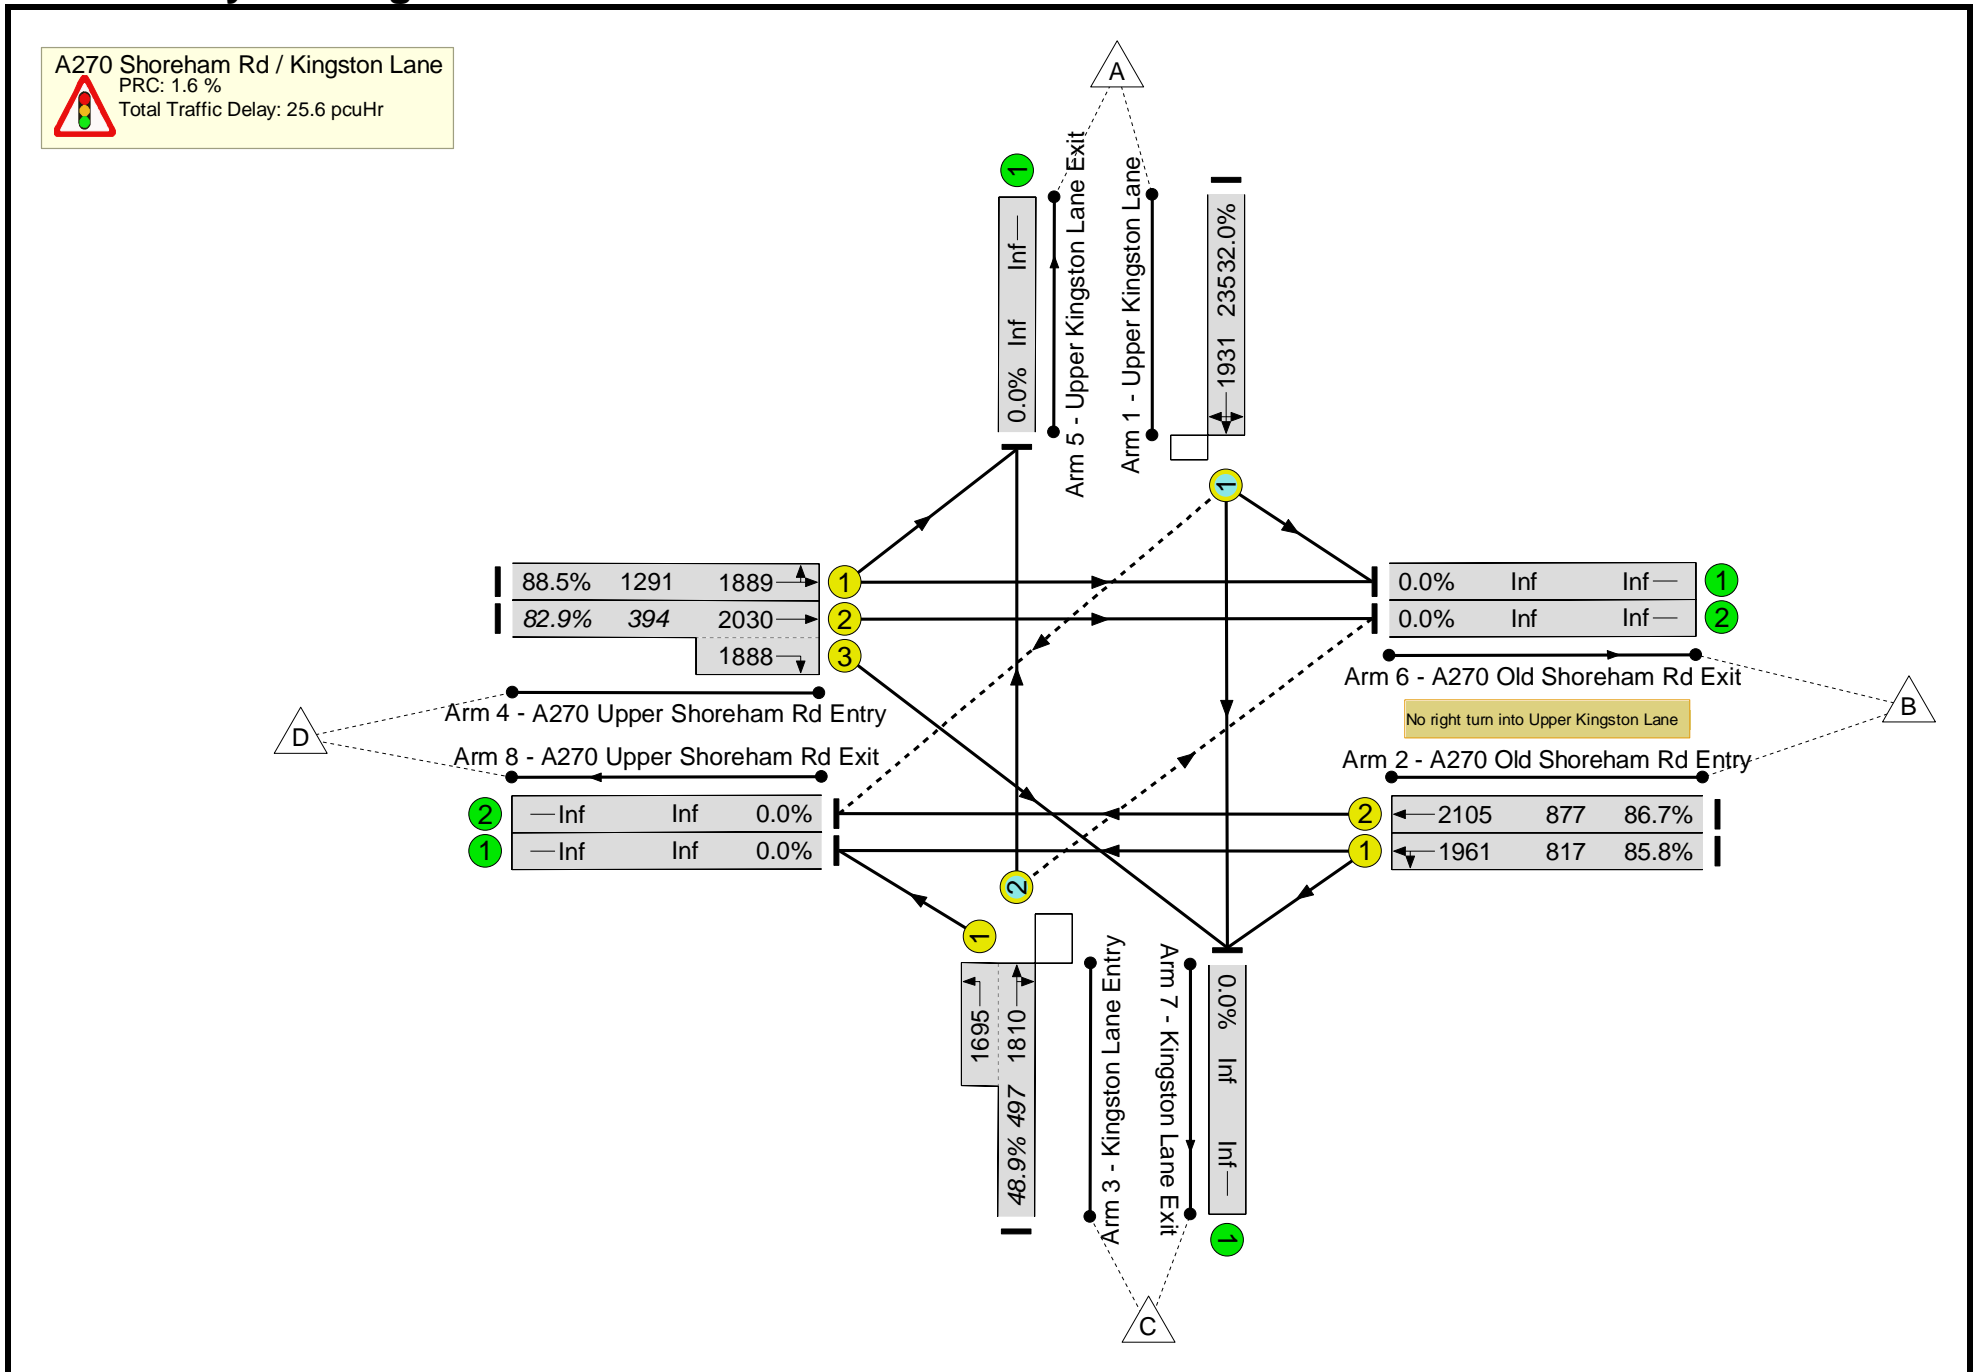 A270 Shoreham Rd / Kingston Lane
PRC: 1.6 %
Total Traffic Delay: 25.6 pcuHr
A
1
0.0% Inf Inf
Arm 5 - Upper Kingston Lane Exit
Arm 1 - Upper Kingston Lane
1931 235 32.0%
1
88.5% 1291 1889 1
82.9% 394 2030 2
1888 3
Arm 4 - A270 Upper Shoreham Rd Entry
D
Arm 8 - A270 Upper Shoreham Rd Exit
2 Inf Inf 0.0%
1 Inf Inf 0.0%
0.0% Inf Inf 1
0.0% Inf Inf 2
Arm 6 - A270 Old Shoreham Rd Exit
No right turn into Upper Kingston Lane
B
Arm 2 - A270 Old Shoreham Rd Entry
2 2105 877 86.7%
1 1961 817 85.8%
2
1
1695
48.9% 497 1810
Arm 3 - Kingston Lane Entry
Arm 7 - Kingston Lane Exit
0.0% Inf Inf
1
C